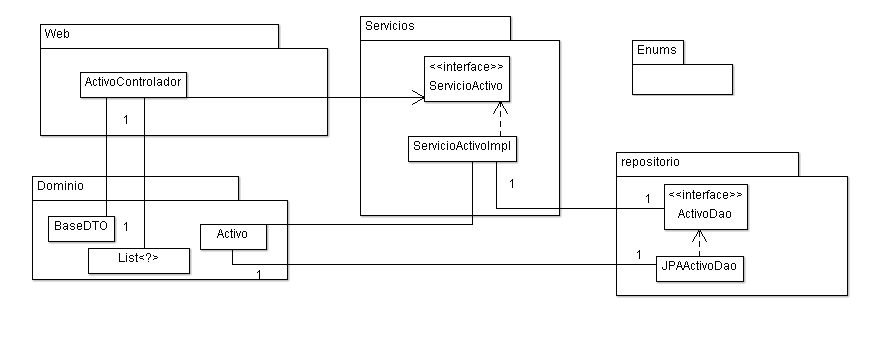 Web
ActivoControlador
1
Servicios
<<interface>>
ServicioActivo
ServicioActivoImpl
1
Enums
Dominio
BaseDTO
1
List<?>
Activo
1
repositorio
<<interface>>
ActivoDao
1
JPAActivoDao
1